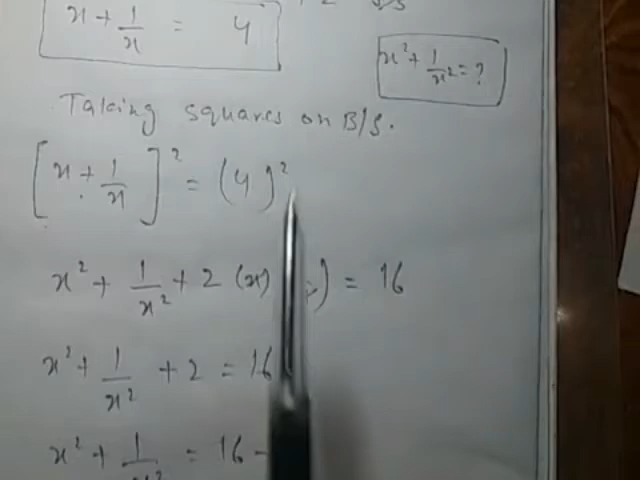 x + 1/x = 4
x² + 1/x² = ?
Taking squares on B/S.
[x + 1/x]² = (4)²
x² + 1/x² + 2 (x) ) = 16
x² + 1/x² + 2 = 16
x² + 1/x² = 16 -